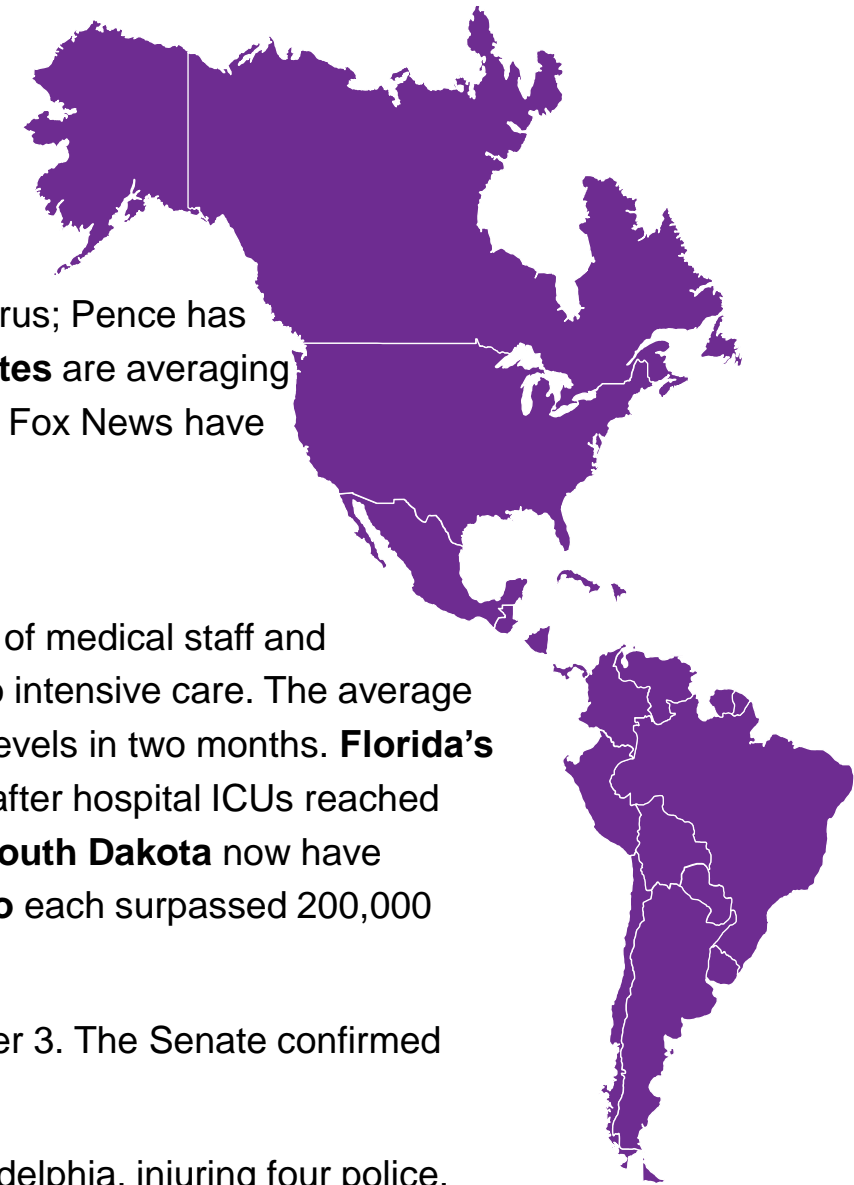 rus; Pence has
tes are averaging
Fox News have
of medical staff and
o intensive care. The average
evels in two months. Florida's
after hospital ICUs reached
outh Dakota now have
o each surpassed 200,000
er 3. The Senate confirmed
delphia, injuring four police.